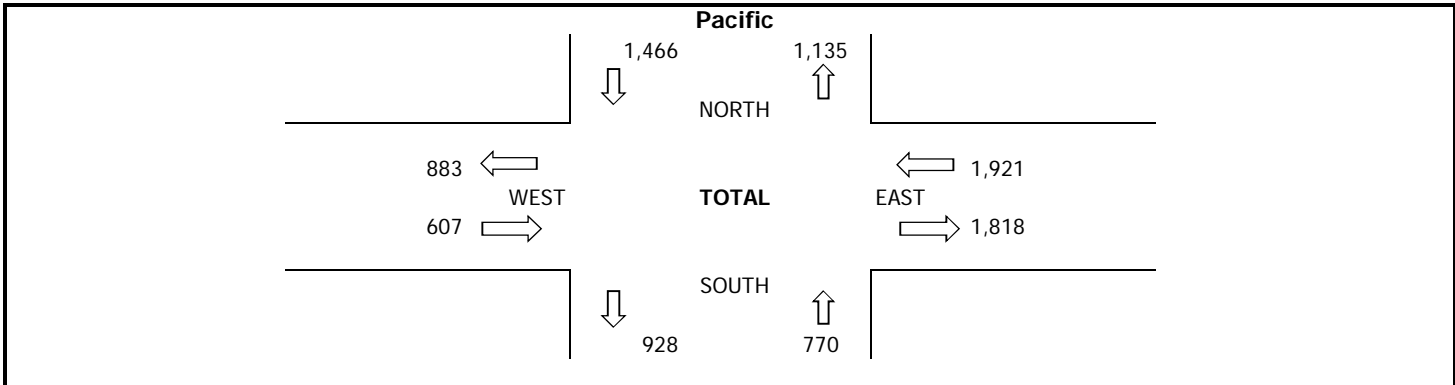 Pacific
1,466 1,135
NORTH
883 1,921
WEST TOTAL EAST
607 1,818
SOUTH
928 770